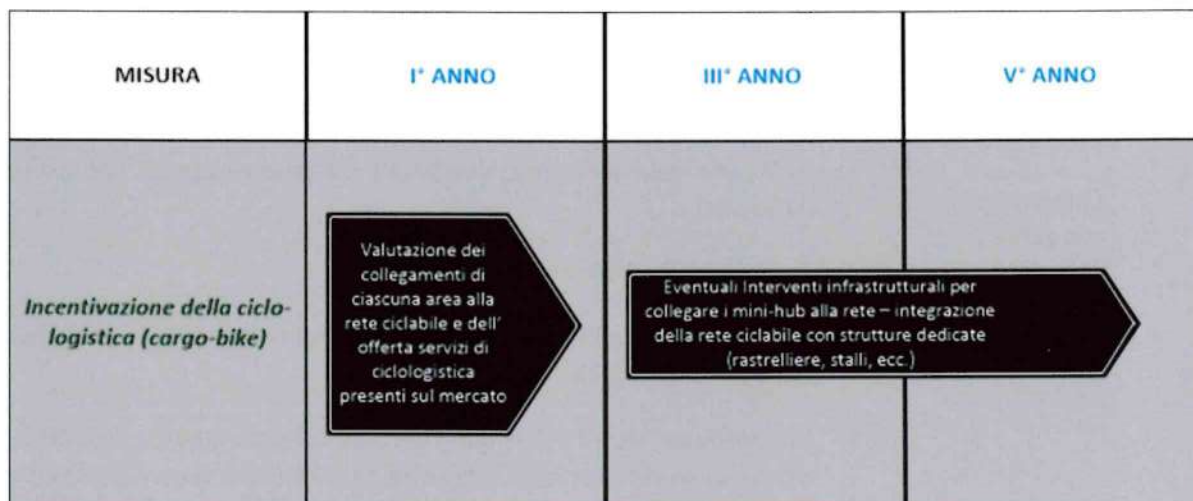 MISURA
I° ANNO
III° ANNO
V° ANNO
Incentivazione della ciclo-
logistica (cargo-bike)
Valutazione dei
collegamenti di
ciascuna area alla
rete ciclabile e dell'
offerta servizi di
ciclologistica
presenti sul mercato
Eventuali Interventi infrastrutturali per
collegare i mini-hub alla rete – integrazione
della rete ciclabile con strutture dedicate
(rastrelliere, stalli, ecc.)